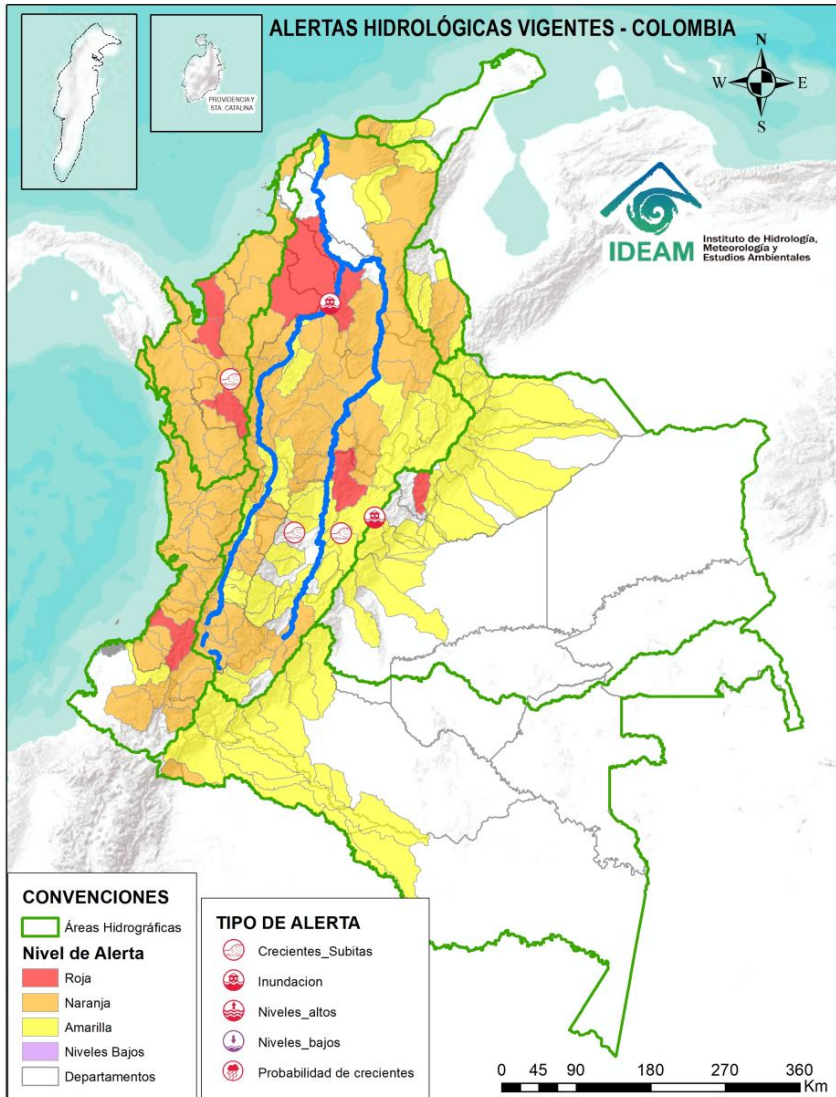 ALERTAS HIDROLÓGICAS VIGENTES - COLOMBIA
PROVIDENCIA Y
STA. CATALINA
N
W
E
S
IDEAM
Instituto de Hidrología,
Meteorología y
Estudios Ambientales
CONVENCIONES
Áreas Hidrográficas
Nivel de Alerta
Roja
Naranja
Amarilla
Niveles Bajos
Departamentos
TIPO DE ALERTA
Crecientes_Subitas
Inundacion
Niveles_altos
Niveles_bajos
Probabilidad de crecientes
0 45 90 180 270 360
Km